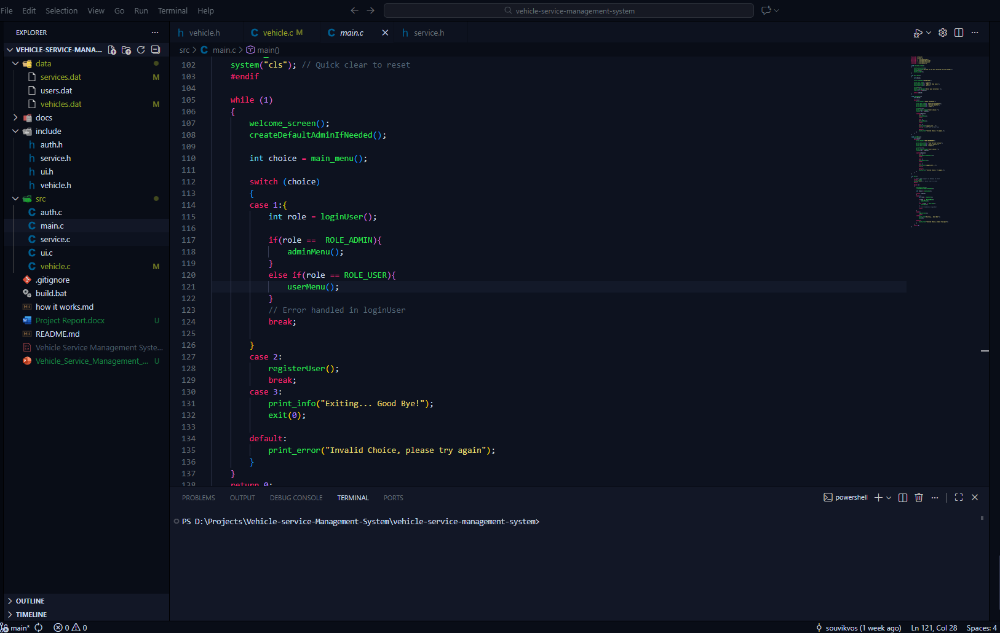 File Edit Selection View Go Run Terminal Help
vehicle-service-management-system
EXPLORER
VEHICLE-SERVICE-MANA...
data
services.dat M
users.dat
vehicles.dat M
docs
include
auth.h
service.h
ui.h
vehicle.h
src
auth.c
main.c
service.c
ui.c
vehicle.c M
.gitignore
build.bat
how it works.md
Project Report.docx U
README.md
Vehicle Service Management Syste...
Vehicle_Service_Management_... U
OUTLINE
TIMELINE
vehicle.h
vehicle.c M
main.c
service.h
src > main.c > main()
102 system("cls"); // Quick clear to reset
103 #endif
104
105 while (1)
106 {
107 welcome_screen();
108 createDefaultAdminIfNeeded();
109
110 int choice = main_menu();
111
112 switch (choice)
113 {
114 case 1:{
115 int role = loginUser();
116
117 if(role ==  ROLE_ADMIN){
118 adminMenu();
119 }
120 else if(role == ROLE_USER){
121 userMenu();
122 }
123 // Error handled in loginUser
124 break;
125
126 }
127 case 2:
128 registerUser();
129 break;
130 case 3:
131 print_info("Exiting... Good Bye!");
132 exit(0);
133
134 default:
135 print_error("Invalid Choice, please try again");
136 }
137 }
138 return 0;
PROBLEMS OUTPUT DEBUG CONSOLE TERMINAL PORTS
powershell
PS D:\Projects\Vehicle-service-Management-System\vehicle-service-management-system>
main* 0 0
souvikvos (1 week ago) Ln 121, Col 28 Spaces: 4